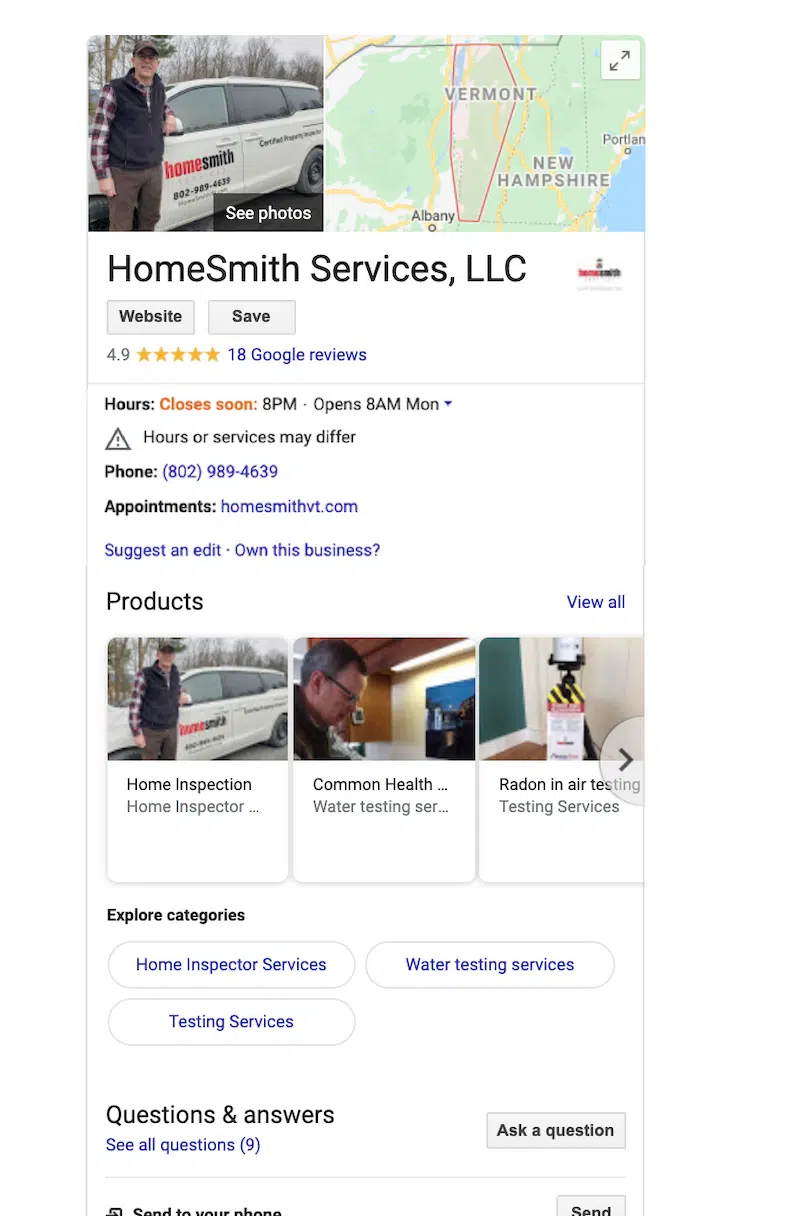 homesmith
Certified Property Inspector
802-989-4639
See photos
VERMONT
NEW
HAMPSHIRE
Portlan
Albany
HomeSmith Services, LLC
homesmith
Website
Save
4.9
18 Google reviews
Hours: Closes soon: 8PM · Opens 8AM Mon
Hours or services may differ
Phone: (802) 989-4639
Appointments: homesmithvt.com
Suggest an edit · Own this business?
Products
View all
homesmith
Home Inspection
Home Inspector ...
Common Health ...
Water testing ser...
Radon in air testing
Testing Services
Explore categories
Home Inspector Services
Water testing services
Testing Services
Questions & answers
See all questions (9)
Ask a question
Send to your phone
Send